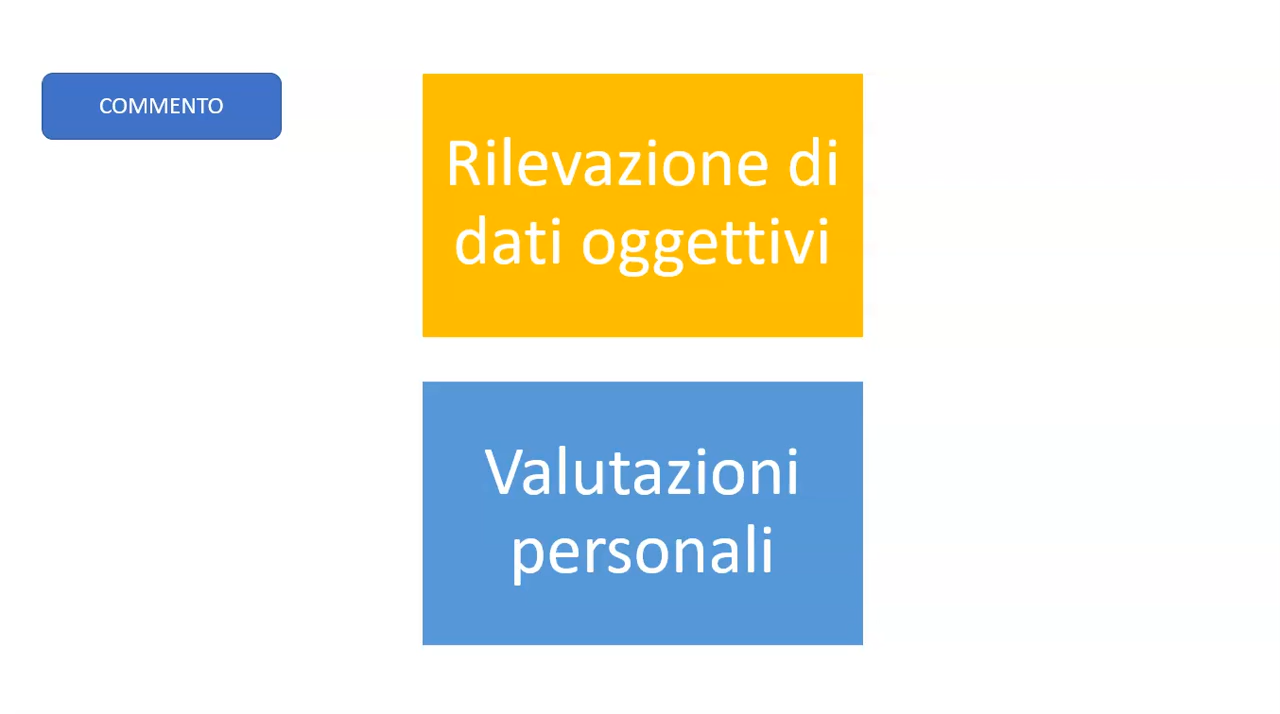 COMMENTO
Rilevazione di
dati oggettivi
Valutazioni
personali